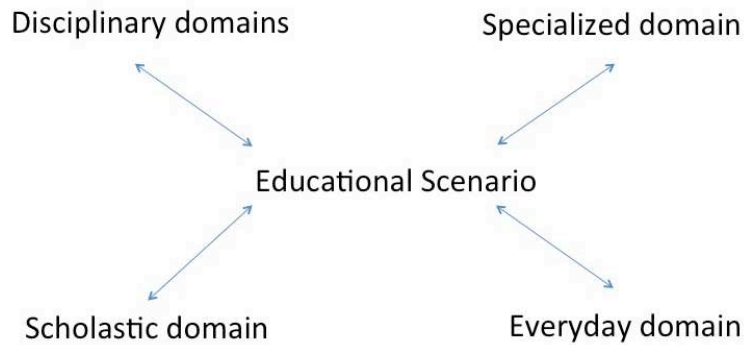 Disciplinary domains
Specialized domain
Educational Scenario
Scholastic domain
Everyday domain